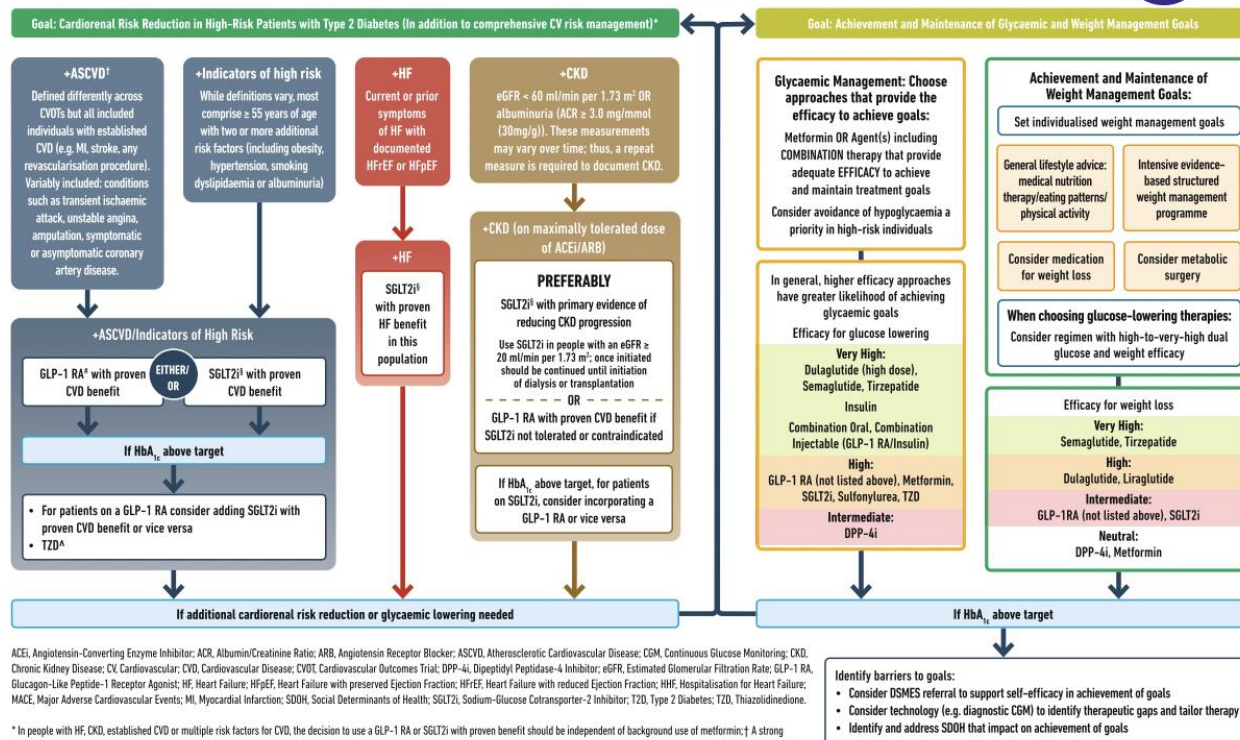 Goal: Cardiorenal Risk Reduction in High-Risk Patients with Type 2 Diabetes (In addition to comprehensive CV risk management)*
Goal: Achievement and Maintenance of Glycaemic and Weight Management Goals
+ASCVD†
Defined differently across
CVOTs but all included
individuals with established
CVD (e.g. MI, stroke, any
revascularisation procedure).
Variably included: conditions
such as transient ischaemic
attack, unstable angina,
amputation, symptomatic
or asymptomatic coronary
artery disease.
+Indicators of high risk
While definitions vary, most
comprise ≥ 55 years of age
with two or more additional
risk factors (including obesity,
hypertension, smoking
dyslipidaemia or albuminuria)
+HF
Current or prior
symptoms
of HF with
documented
HFrEF or HFpEF
+CKD
eGFR < 60 ml/min per 1.73 m² OR
albuminuria (ACR ≥ 3.0 mg/mmol
(30mg/g)). These measurements
may vary over time; thus, a repeat
measure is required to document CKD.
+ASCVD/Indicators of High Risk
GLP-1 RA# with proven
CVD benefit
EITHER/
OR
SGLT2i§ with proven
CVD benefit
If HbA1c above target
• For patients on a GLP-1 RA consider adding SGLT2i with
proven CVD benefit or vice versa
• TZD^
+HF
SGLT2i§
with proven
HF benefit
in this
population
+CKD (on maximally tolerated dose
of ACEi/ARB)
PREFERABLY
SGLT2i§ with primary evidence of
reducing CKD progression
Use SGLT2i in people with an eGFR ≥
20 ml/min per 1.73 m²; once initiated
should be continued until initiation
of dialysis or transplantation
OR
GLP-1 RA with proven CVD benefit if
SGLT2i not tolerated or contraindicated
If HbA1c above target, for patients
on SGLT2i, consider incorporating a
GLP-1 RA or vice versa
If additional cardiorenal risk reduction or glycaemic lowering needed
Glycaemic Management: Choose
approaches that provide the
efficacy to achieve goals:
Metformin OR Agent(s) including
COMBINATION therapy that provide
adequate EFFICACY to achieve
and maintain treatment goals
Consider avoidance of hypoglycaemia a
priority in high-risk individuals
In general, higher efficacy approaches
have greater likelihood of achieving
glycaemic goals
Efficacy for glucose lowering
Very High:
Dulaglutide (high dose),
Semaglutide, Tirzepatide
Insulin
Combination Oral, Combination
Injectable (GLP-1 RA/Insulin)
High:
GLP-1 RA (not listed above), Metformin,
SGLT2i, Sulfonylurea, TZD
Intermediate:
DPP-4i
Achievement and Maintenance of
Weight Management Goals:
Set individualised weight management goals
General lifestyle advice:
medical nutrition
therapy/eating patterns/
physical activity
Intensive evidence-
based structured
weight management
programme
Consider medication
for weight loss
Consider metabolic
surgery
When choosing glucose-lowering therapies:
Consider regimen with high-to-very-high dual
glucose and weight efficacy
Efficacy for weight loss
Very High:
Semaglutide, Tirzepatide
High:
Dulaglutide, Liraglutide
Intermediate:
GLP-1RA (not listed above), SGLT2i
Neutral:
DPP-4i, Metformin
If HbA1c above target
Identify barriers to goals:
• Consider DSMES referral to support self-efficacy in achievement of goals
• Consider technology (e.g. diagnostic CGM) to identify therapeutic gaps and tailor therapy
• Identify and address SDOH that impact on achievement of goals
ACEi, Angiotensin-Converting Enzyme Inhibitor; ACR, Albumin/Creatinine Ratio; ARB, Angiotensin Receptor Blocker; ASCVD, Atherosclerotic Cardiovascular Disease; CGM, Continuous Glucose Monitoring; CKD,
Chronic Kidney Disease; CV, Cardiovascular; CVD, Cardiovascular Disease; CVOT, Cardiovascular Outcomes Trial; DPP-4i, Dipeptidyl Peptidase-4 Inhibitor; eGFR, Estimated Glomerular Filtration Rate; GLP-1 RA,
Glucagon-Like Peptide-1 Receptor Agonist; HF, Heart Failure; HFpEF, Heart Failure with preserved Ejection Fraction; HFrEF, Heart Failure with reduced Ejection Fraction; HHF, Hospitalisation for Heart Failure;
MACE, Major Adverse Cardiovascular Events; MI, Myocardial Infarction; SDOH, Social Determinants of Health; SGLT2i, Sodium-Glucose Cotransporter-2 Inhibitor; T2D, Type 2 Diabetes; TZD, Thiazolidinedione.
* In people with HF, CKD, established CVD or multiple risk factors for CVD, the decision to use a GLP-1 RA or SGLT2i with proven benefit should be independent of background use of metformin;† A strong